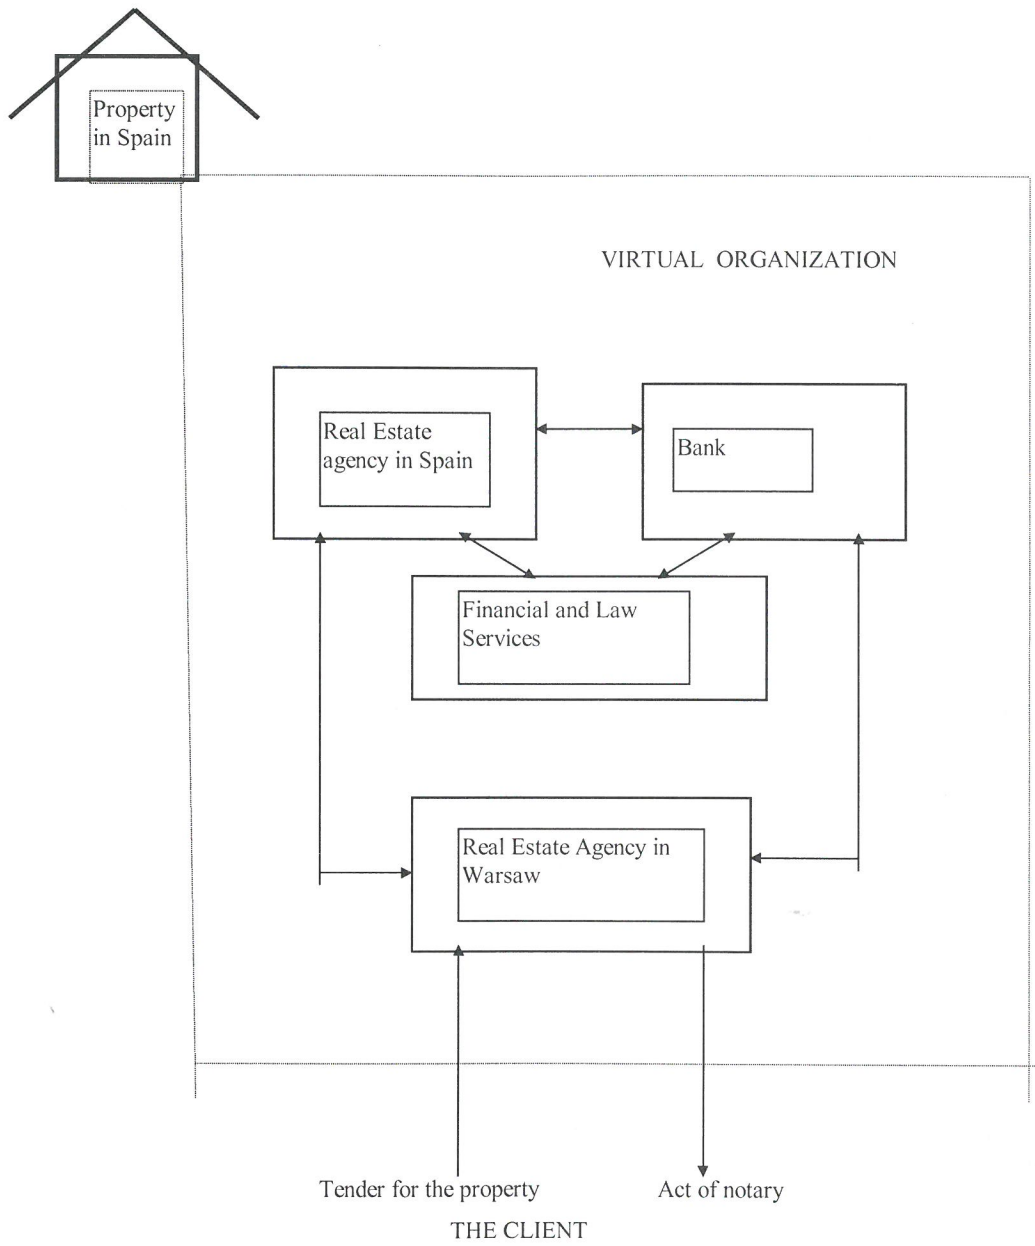 Property
in Spain
VIRTUAL ORGANIZATION
Real Estate
agency in Spain
Bank
Financial and Law
Services
Real Estate Agency in
Warsaw
Tender for the property
Act of notary
THE CLIENT